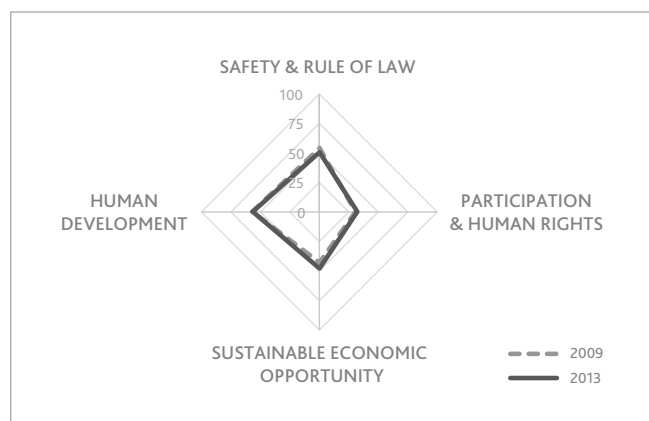 SAFETY & RULE OF LAW
100
75
50
25
0
HUMAN
DEVELOPMENT
PARTICIPATION
& HUMAN RIGHTS
SUSTAINABLE ECONOMIC
OPPORTUNITY
2009
2013